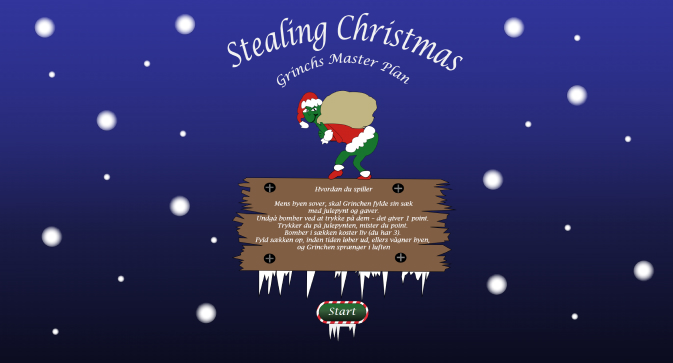 Stealing Christmas
Grinchs Master Plan
Hvordan du spiller
Mens byen sover, skal Grinchen fylde sin sæk
med julepynt og gaver.
Undgå bomber ved at trykke på dem – det giver 1 point.
Trykker du på julepynten, mister du point.
Bomber i sækken koster liv (du har 3).
Fyld sækken op, inden tiden løber ud, ellers vågner byen,
og Grinchen sprænger i luften
Start